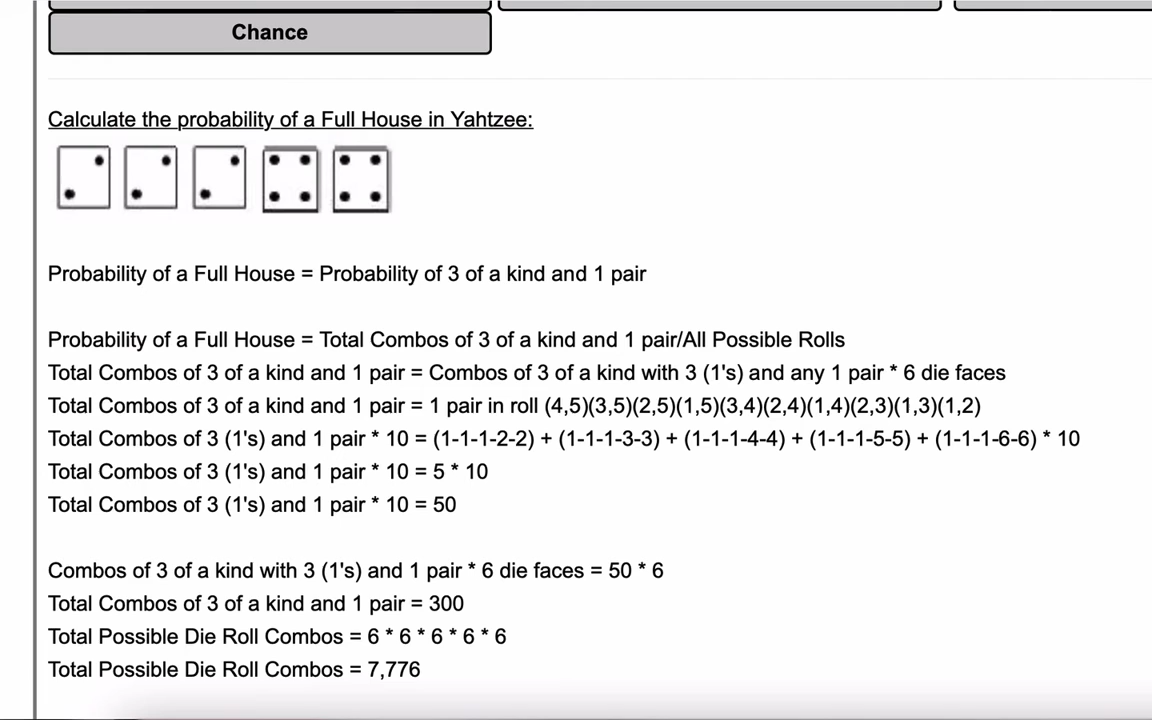 Chance
Calculate the probability of a Full House in Yahtzee:
Probability of a Full House = Probability of 3 of a kind and 1 pair
Probability of a Full House = Total Combos of 3 of a kind and 1 pair/All Possible Rolls
Total Combos of 3 of a kind and 1 pair = Combos of 3 of a kind with 3 (1's) and any 1 pair * 6 die faces
Total Combos of 3 of a kind and 1 pair = 1 pair in roll (4,5)(3,5)(2,5)(1,5)(3,4)(2,4)(1,4)(2,3)(1,3)(1,2)
Total Combos of 3 (1's) and 1 pair * 10 = (1-1-1-2-2) + (1-1-1-3-3) + (1-1-1-4-4) + (1-1-1-5-5) + (1-1-1-6-6) * 10
Total Combos of 3 (1's) and 1 pair * 10 = 5 * 10
Total Combos of 3 (1's) and 1 pair * 10 = 50
Combos of 3 of a kind with 3 (1's) and 1 pair * 6 die faces = 50 * 6
Total Combos of 3 of a kind and 1 pair = 300
Total Possible Die Roll Combos = 6 * 6 * 6 * 6 * 6
Total Possible Die Roll Combos = 7,776